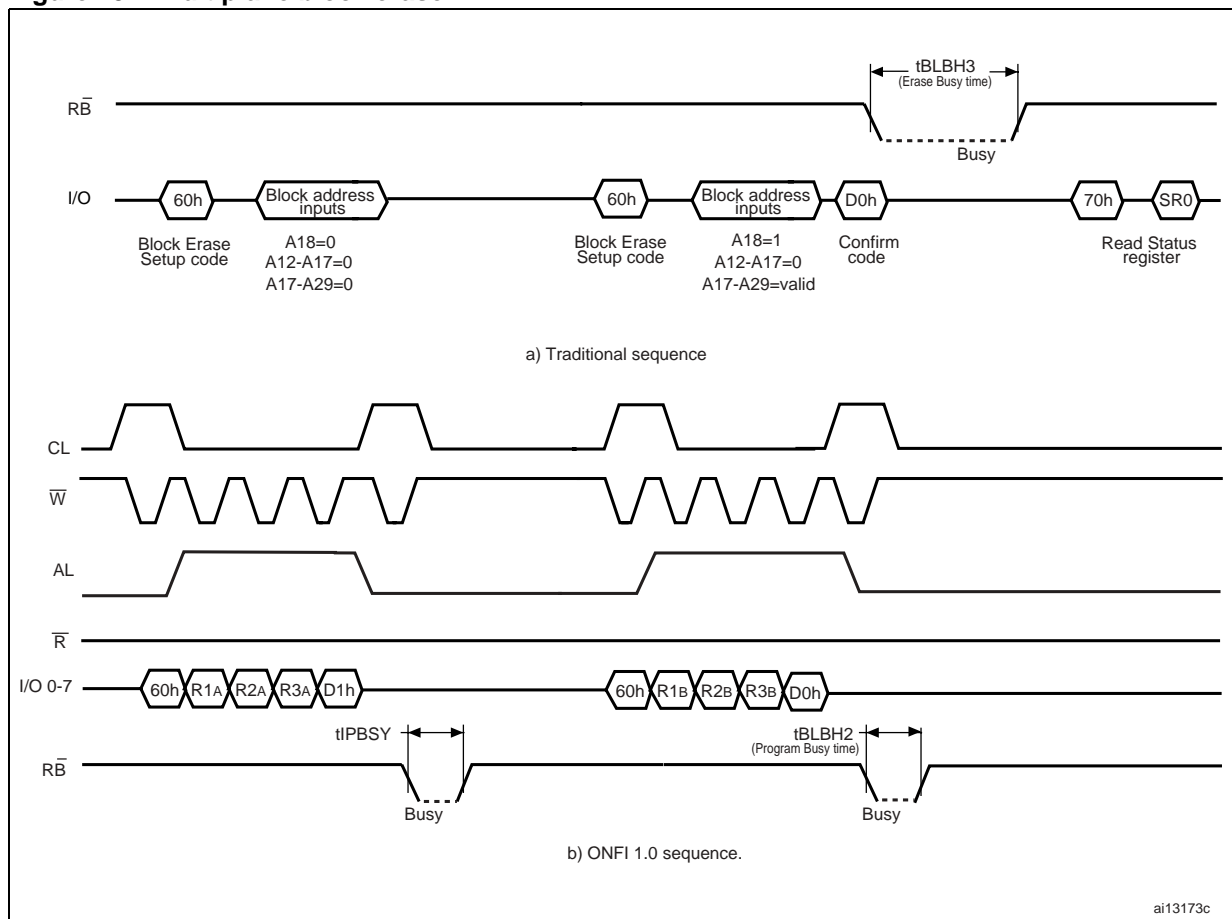 tBLBH3
(Erase Busy time)
RB̅
Busy
I/O
60h
Block address
inputs
60h
Block address
inputs
D0h
70h
SR0
Block Erase
Setup code
A18=0
A12-A17=0
A17-A29=0
Block Erase
Setup code
A18=1
A12-A17=0
A17-A29=valid
Confirm
code
Read Status
register
a) Traditional sequence
CL
W̅
AL
R̅
I/O 0-7
60h R1A R2A R3A D1h
60h R1B R2B R3B D0h
tIPBSY
tBLBH2
(Program Busy time)
RB̅
Busy
Busy
b) ONFI 1.0 sequence.
ai13173c